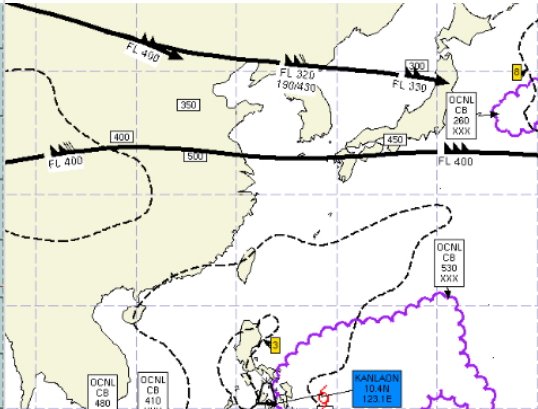 FL 400
FL 320
190/430
300
FL 330
8
350
OCNL
CB
260
XXX
400
500
450
FL 400
FL 400
OCNL
CB
530
XXX
3
KANLAON
10.4N
123.1E
OCNL
CB
480
OCNL
CB
410